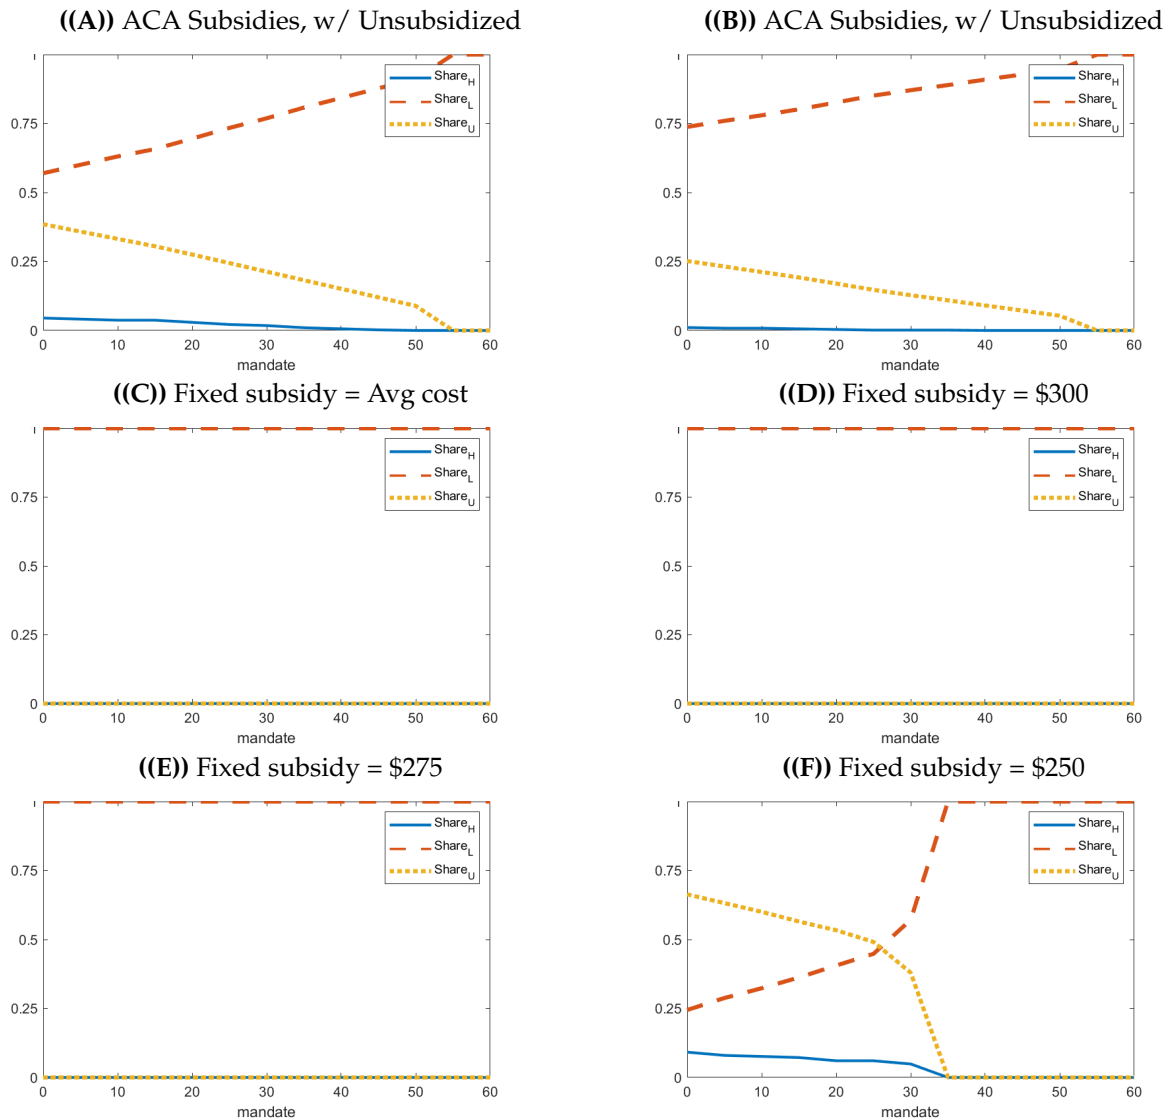 ((A)) ACA Subsidies, w/ Unsubsidized
((B)) ACA Subsidies, w/ Unsubsidized
0.75
0.5
0.25
0
0 10 20 30 40 50 60
mandate
Share_H
Share_L
Share_U
0.75
0.5
0.25
0
0 10 20 30 40 50 60
mandate
Share_H
Share_L
Share_U
((C)) Fixed subsidy = Avg cost
((D)) Fixed subsidy = $300
0.75
0.5
0.25
0
0 10 20 30 40 50 60
mandate
Share_H
Share_L
Share_U
0.75
0.5
0.25
0
0 10 20 30 40 50 60
mandate
Share_H
Share_L
Share_U
((E)) Fixed subsidy = $275
((F)) Fixed subsidy = $250
0.75
0.5
0.25
0
0 10 20 30 40 50 60
mandate
Share_H
Share_L
Share_U
0.75
0.5
0.25
0
0 10 20 30 40 50 60
mandate
Share_H
Share_L
Share_U